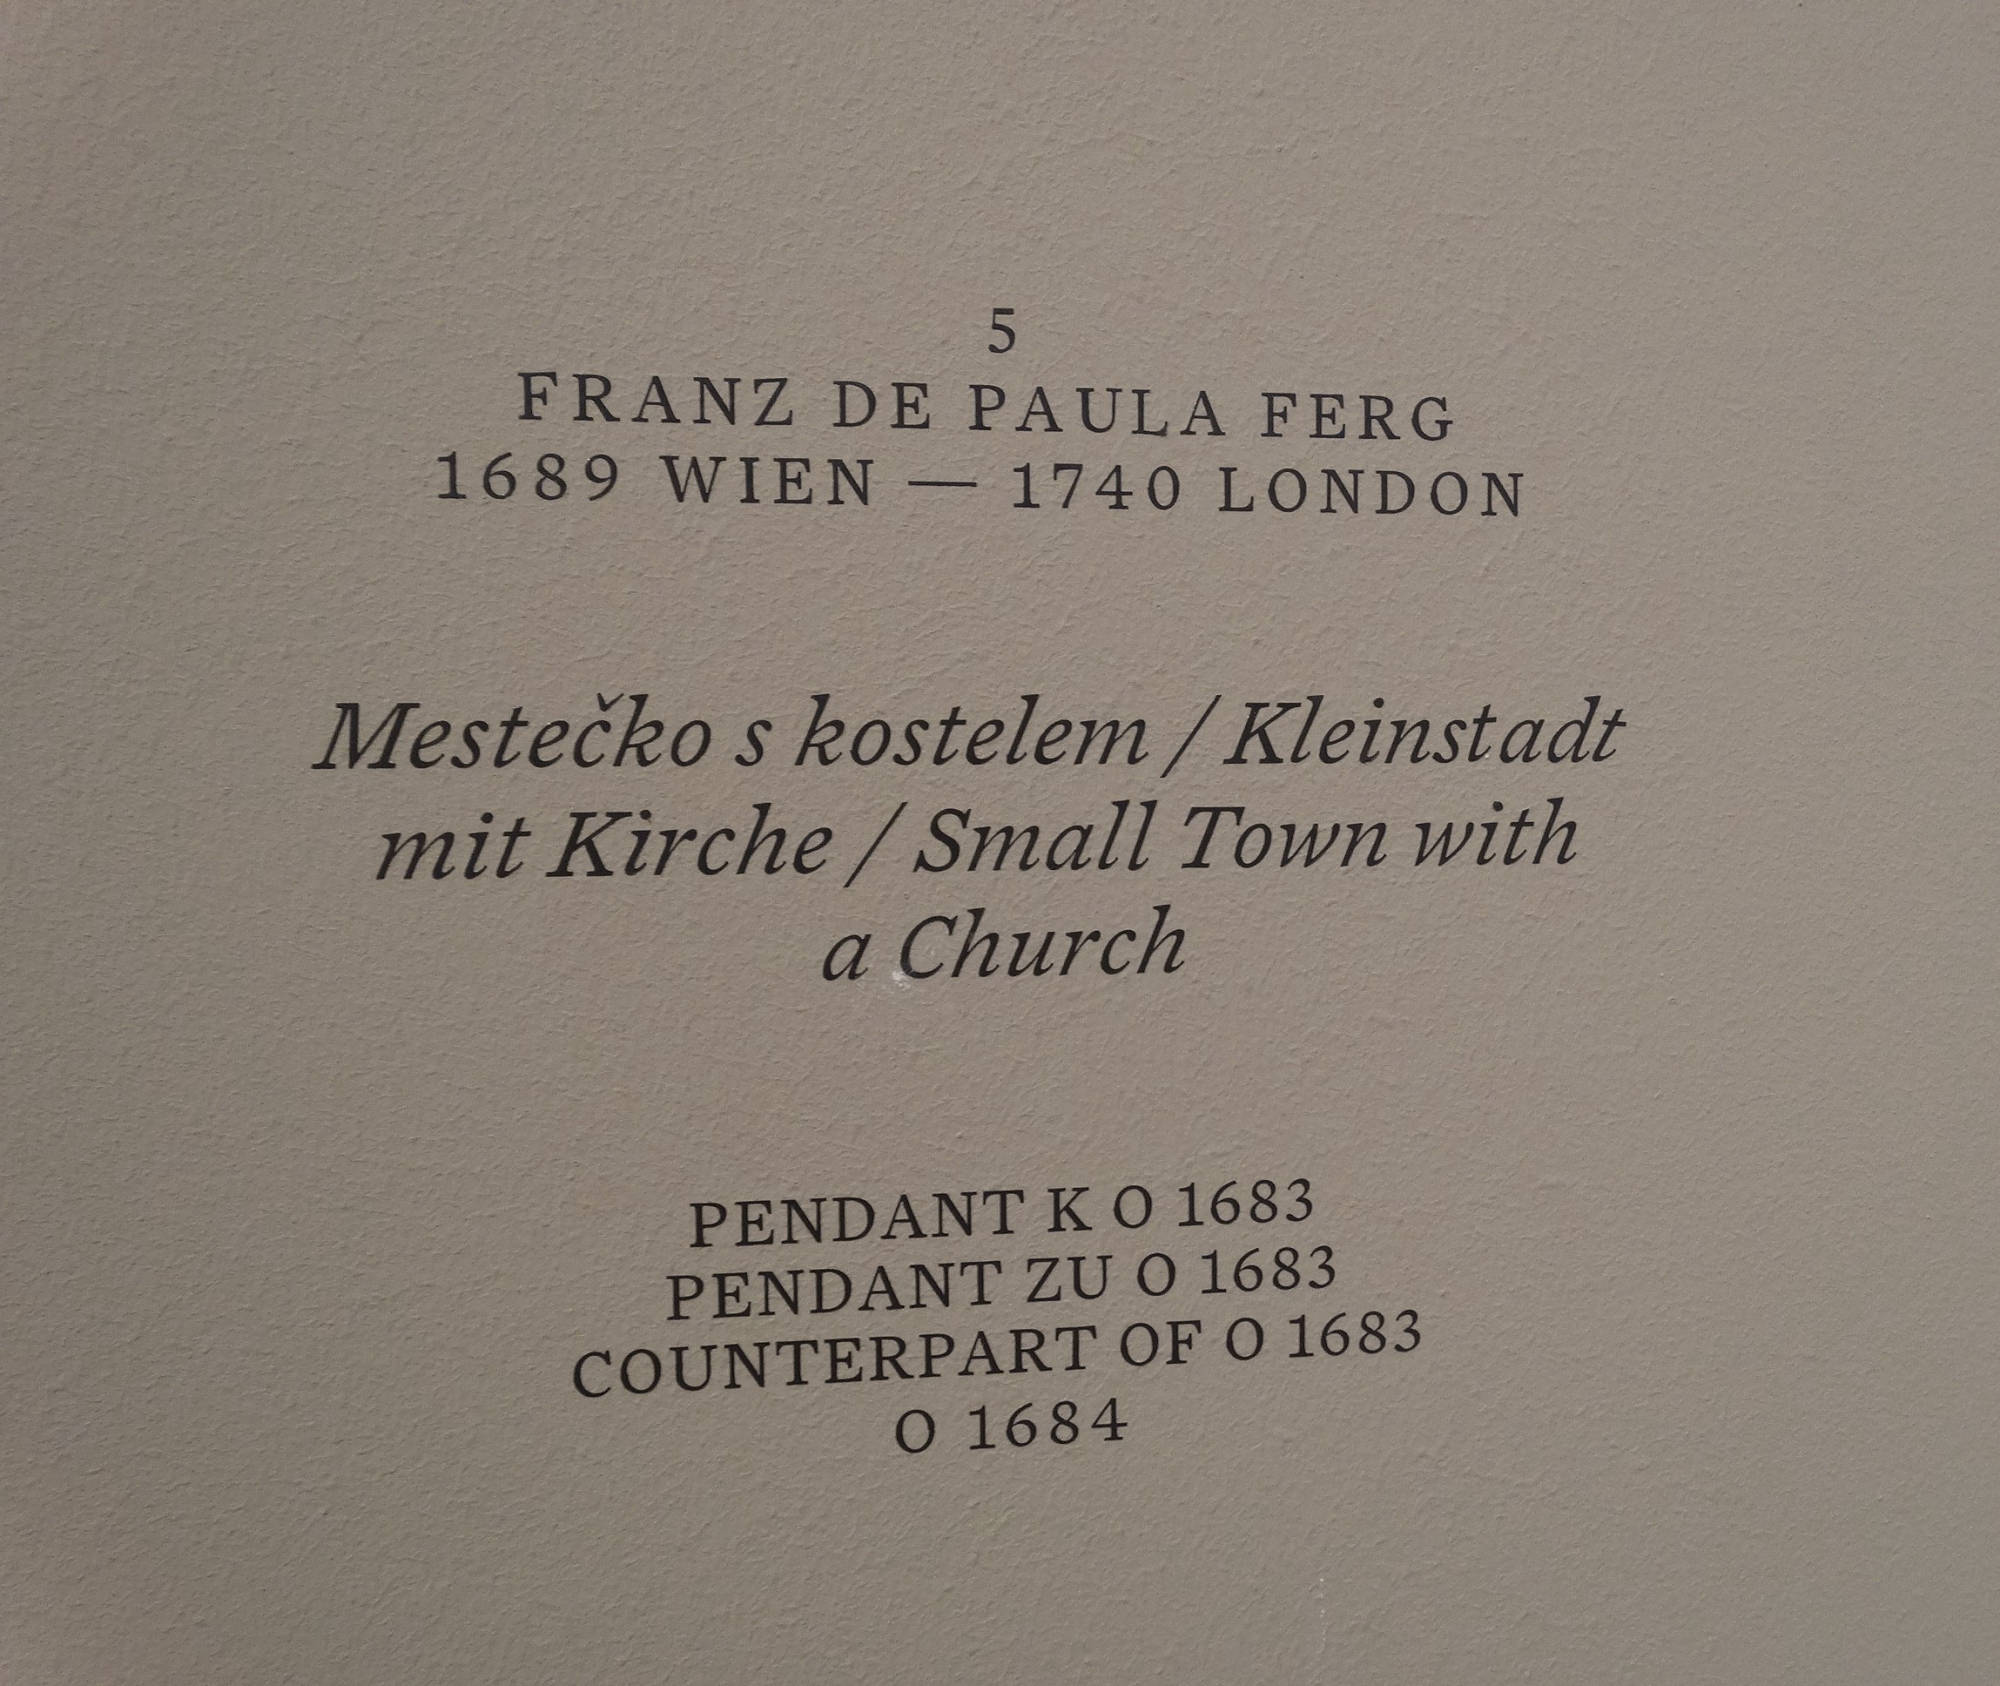 5
FRANZ DE PAULA FERG
1689 WIEN — 1740 LONDON
Mestečko s kostelem / Kleinstadt
mit Kirche / Small Town with
a Church
PENDANT K O 1683
PENDANT ZU O 1683
COUNTERPART OF O 1683
O 1684